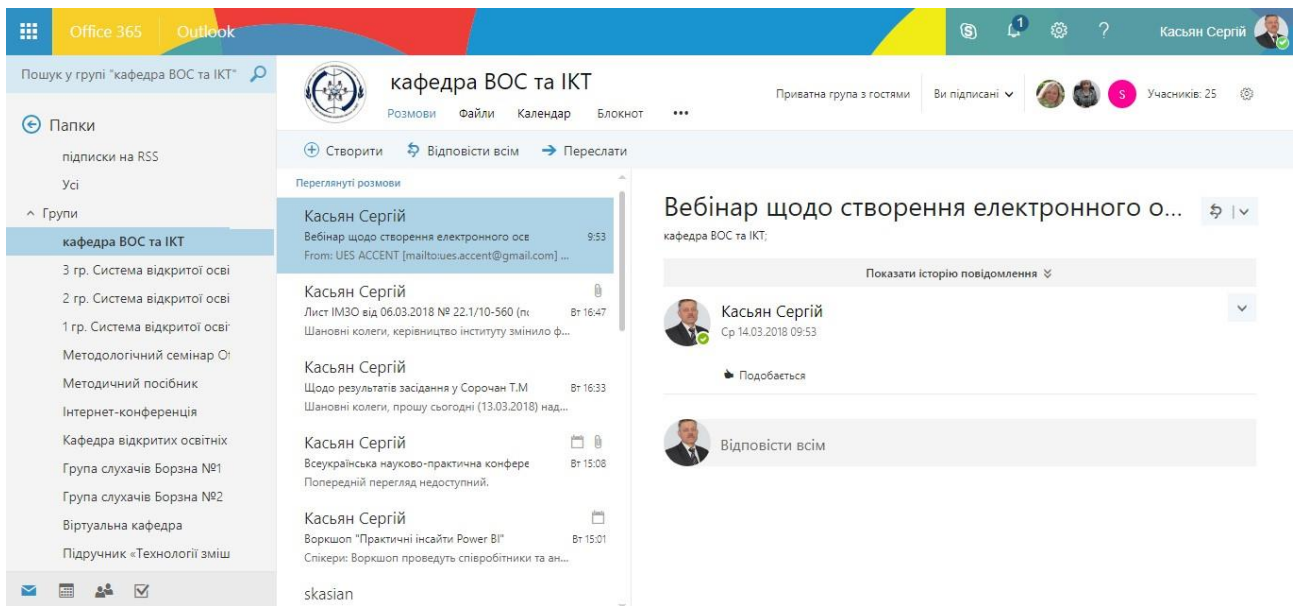 Office 365 Outlook
1
?
Касьян Сергій
Пошук у групі "кафедра ВОС та ІКТ"
Папки
підписки на RSS
Усі
Групи
кафедра ВОС та ІКТ
3 гр. Система відкритої осві
2 гр. Система відкритої осві
1 гр. Система відкритої осві
Методологічний семінар
Методичний посібник
Інтернет-конференція
Кафедра відкритих освітніх
Група слухачів Борзна №1
Група слухачів Борзна №2
Віртуальна кафедра
Підручник «Технології зміш
кафедра ВОС та ІКТ
Розмови Файли Календар Блокнот •••
Приватна група з гостями
Ви підписані
S
Учасників: 25
Створити Відповісти всім Переслати
Переглянуті розмови
Касьян Сергій
Вебінар щодо створення електронного осв 9:53
From: UES ACCENT [mailto:ues.accent@gmail.com] ...
Касьян Сергій
Лист ІМЗО від 06.03.2018 № 22.1/10-560 (пс Вт 16:47
Шановні колеги, керівництво інституту змінило ф...
Касьян Сергій
Щодо результатів засідання у Сорочан Т.М Вт 16:33
Шановні колеги, прошу сьогодні (13.03.2018) над...
Касьян Сергій
Всеукраїнська науково-практична конфере Вт 15:08
Попередній перегляд недоступний.
Касьян Сергій
Воркшоп "Практичні інсайти Power BI" Вт 15:01
Спікери: Воркшоп проведуть співробітники та ан...
skasian
Вебінар щодо створення електронного о...
кафедра ВОС та ІКТ;
Показати історію повідомлення
Касьян Сергій
Ср 14.03.2018 09:53
Подобається
Відповісти всім